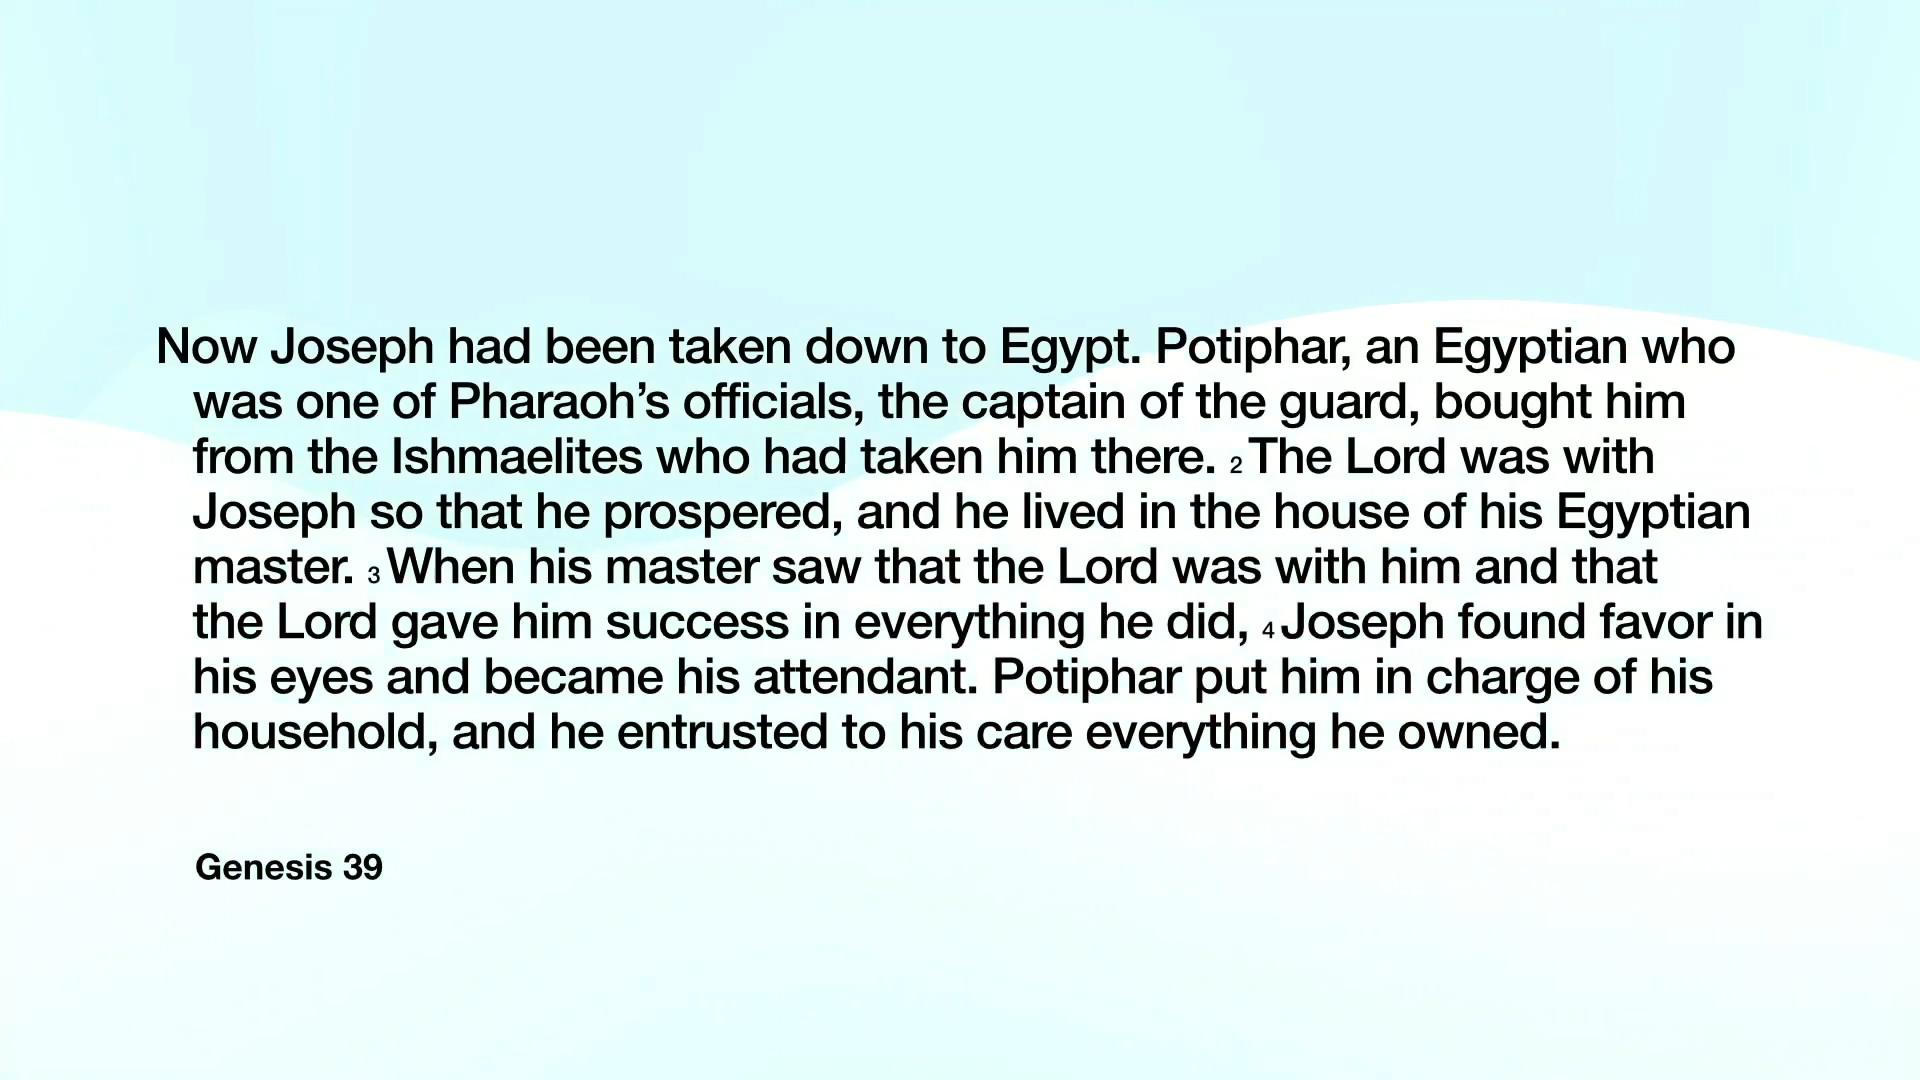 Now Joseph had been taken down to Egypt. Potiphar, an Egyptian who
was one of Pharaoh’s officials, the captain of the guard, bought him
from the Ishmaelites who had taken him there. 2 The Lord was with
Joseph so that he prospered, and he lived in the house of his Egyptian
master. 3 When his master saw that the Lord was with him and that
the Lord gave him success in everything he did, 4 Joseph found favor in
his eyes and became his attendant. Potiphar put him in charge of his
household, and he entrusted to his care everything he owned.
Genesis 39